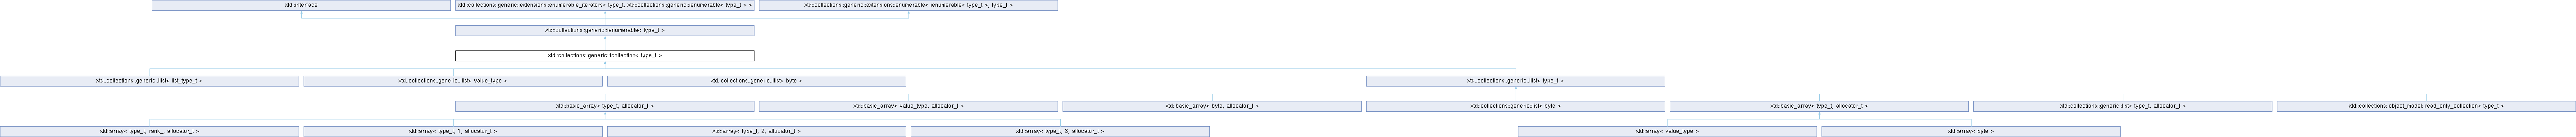 xtd::interface
xtd::collections::generic::extensions::enumerable_iterators< type_t, xtd::collections::generic::ienumerable< type_t > >
xtd::collections::generic::extensions::enumerable< ienumerable< type_t >, type_t >
xtd::collections::generic::ienumerable< type_t >
xtd::collections::generic::icollection< type_t >
xtd::collections::generic::ilist< list_type_t >
xtd::collections::generic::ilist< value_type >
xtd::collections::generic::ilist< byte >
xtd::collections::generic::ilist< type_t >
xtd::basic_array< type_t, allocator_t >
xtd::basic_array< value_type, allocator_t >
xtd::basic_array< byte, allocator_t >
xtd::collections::generic::list< byte >
xtd::basic_array< type_t, allocator_t >
xtd::collections::generic::list< type_t, allocator_t >
xtd::collections::object_model::read_only_collection< type_t >
xtd::array< type_t, rank_, allocator_t >
xtd::array< type_t, 1, allocator_t >
xtd::array< type_t, 2, allocator_t >
xtd::array< type_t, 3, allocator_t >
xtd::array< value_type >
xtd::array< byte >